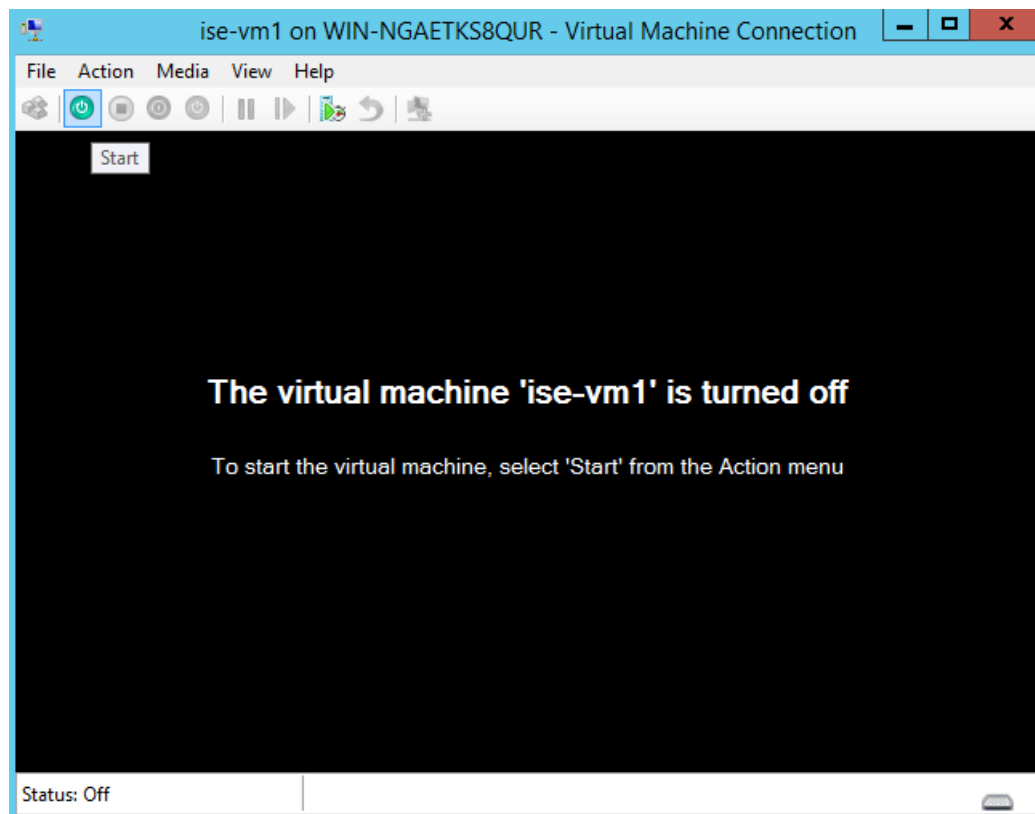 ise-vm1 on WIN-NGAETKS8QUR - Virtual Machine Connection
File Action Media View Help
Start
The virtual machine 'ise-vm1' is turned off
To start the virtual machine, select 'Start' from the Action menu
Status: Off